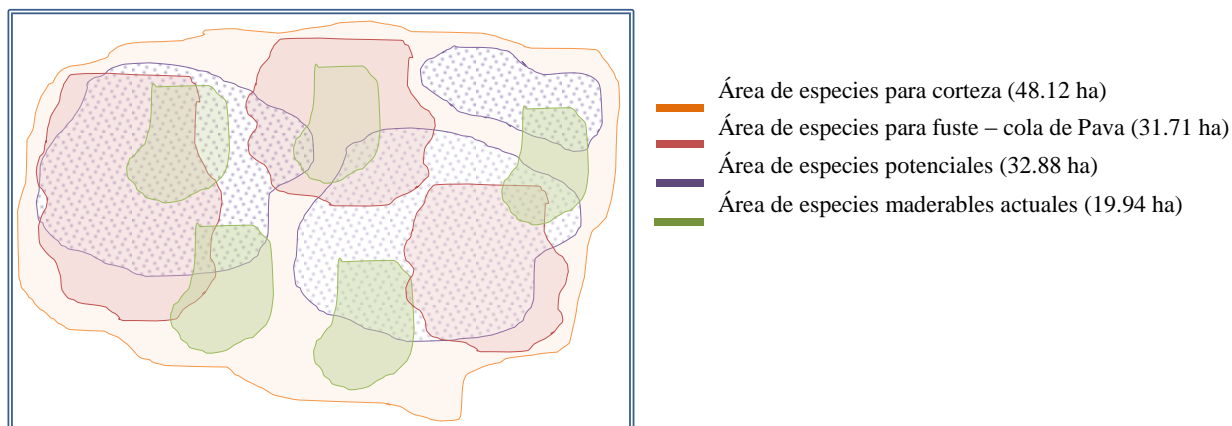 Área de especies para corteza (48.12 ha)
Área de especies para fuste – cola de Pava (31.71 ha)
Área de especies potenciales (32.88 ha)
Área de especies maderables actuales (19.94 ha)